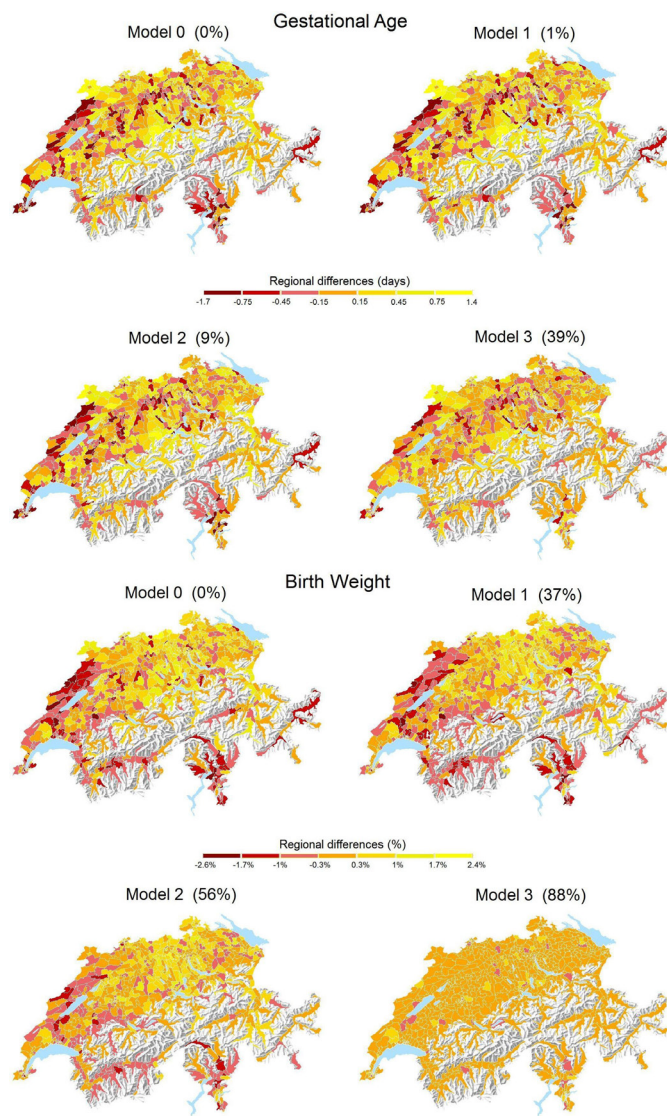 Gestational Age
Model 0 (0%)
Model 1 (1%)
Regional differences (days)
-1.7 -0.75 -0.45 -0.15 0.15 0.45 0.75 1.4
Model 2 (9%)
Model 3 (39%)
Birth Weight
Model 0 (0%)
Model 1 (37%)
Regional differences (%)
-2.6% -1.7% -1% -0.3% 0.3% 1% 1.7% 2.4%
Model 2 (56%)
Model 3 (88%)